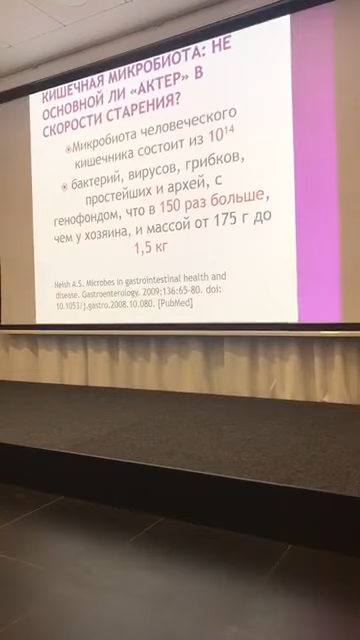 КИШЕЧНАЯ МИКРОБИОТА: НЕ
ОСНОВНОЙ ЛИ «АКТЕР» В
СКОРОСТИ СТАРЕНИЯ?
Микробиота человеческого
кишечника состоит из 10¹⁴
бактерий, вирусов, грибков,
простейших и архей, с
генофондом, что в 150 раз больше,
чем у хозяина, и массой от 175 г до
1,5 кг
Neish A.S. Microbes in gastrointestinal health and
disease. Gastroenterology. 2009;136:65-80. doi:
10.1053/j.gastro.2008.10.080. [PubMed]